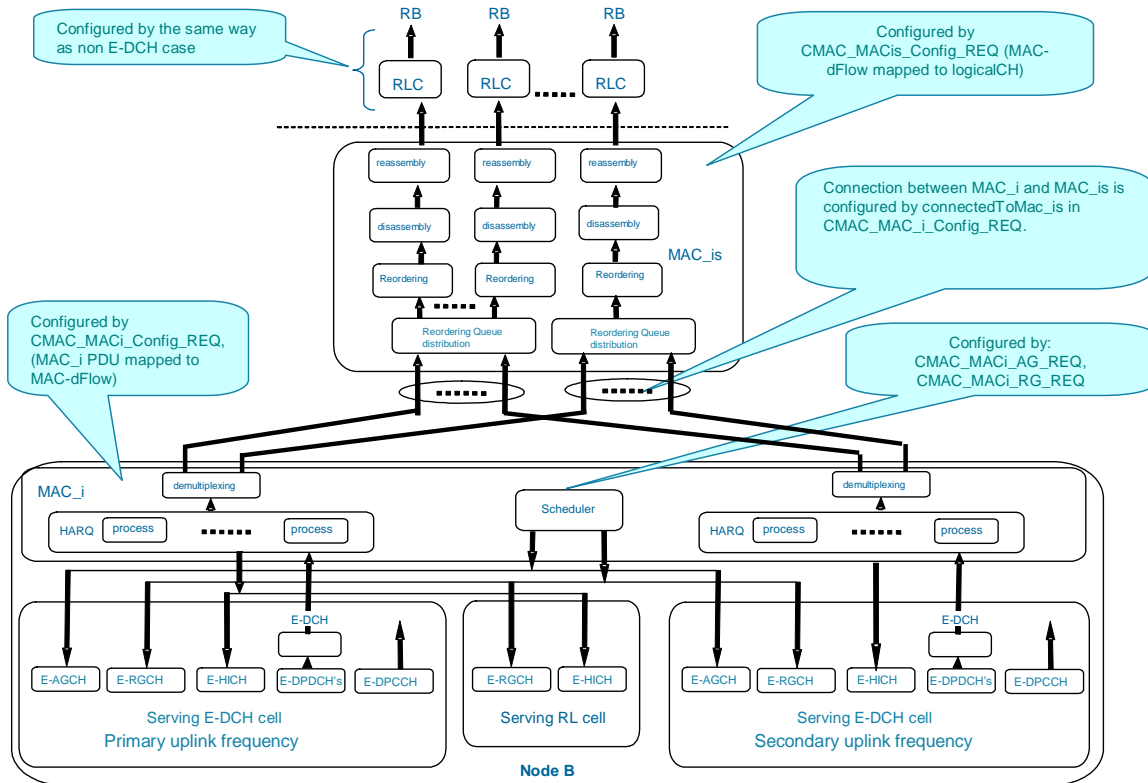 Configured by the same way
as non E-DCH case
RB
RB
RB
RLC
RLC
RLC
Configured by
CMAC_MACis_Config_REQ (MAC-
dFlow mapped to logicalCH)
reassembly
reassembly
reassembly
disassembly
disassembly
disassembly
MAC_is
Reordering
Reordering
Reordering
Reordering Queue
distribution
Reordering Queue
distribution
Connection between MAC_i and MAC_is is
configured by connectedToMac_is in
CMAC_MAC_i_Config_REQ.
Configured by
CMAC_MACi_Config_REQ,
(MAC_i PDU mapped to
MAC-dFlow)
Configured by:
CMAC_MACi_AG_REQ,
CMAC_MACi_RG_REQ
MAC_i
demultiplexing
demultiplexing
Scheduler
HARQ
process
process
HARQ
process
process
E-DCH
E-DCH
E-AGCH
E-RGCH
E-HICH
E-DPDCH's
E-DPCCH
E-RGCH
E-HICH
E-AGCH
E-RGCH
E-HICH
E-DPDCH's
E-DPCCH
Serving E-DCH cell
Primary uplink frequency
Serving RL cell
Serving E-DCH cell
Secondary uplink frequency
Node B